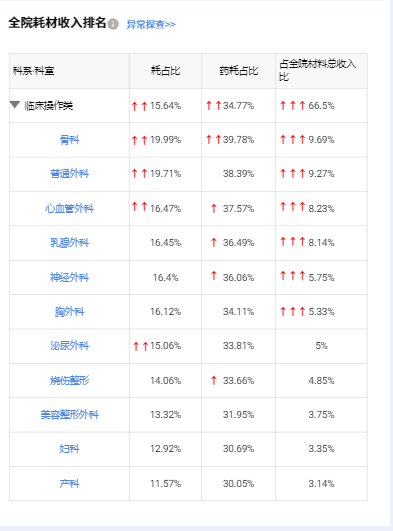 全院耗材收入排名 异常探查>>
科系·科室 耗占比 药耗占比 占全院材料总收入
比
临床操作类 ↑↑15.64% ↑↑34.77% ↑↑↑66.5%
骨科 ↑↑19.99% ↑↑39.78% ↑↑↑9.69%
普通外科 ↑↑19.71% 38.39% ↑↑↑9.27%
心血管外科 ↑↑16.47% ↑37.57% ↑↑↑8.23%
乳腺外科 16.45% ↑36.49% ↑↑↑8.14%
神经外科 16.4% ↑36.06% ↑↑↑5.75%
胸外科 16.12% 34.11% ↑↑↑5.33%
泌尿外科 ↑↑15.06% 33.81% 5%
烧伤整形 14.06% ↑33.66% 4.85%
美容整形外科 13.32% 31.95% 3.75%
妇科 12.92% 30.69% 3.35%
产科 11.57% 30.05% 3.14%